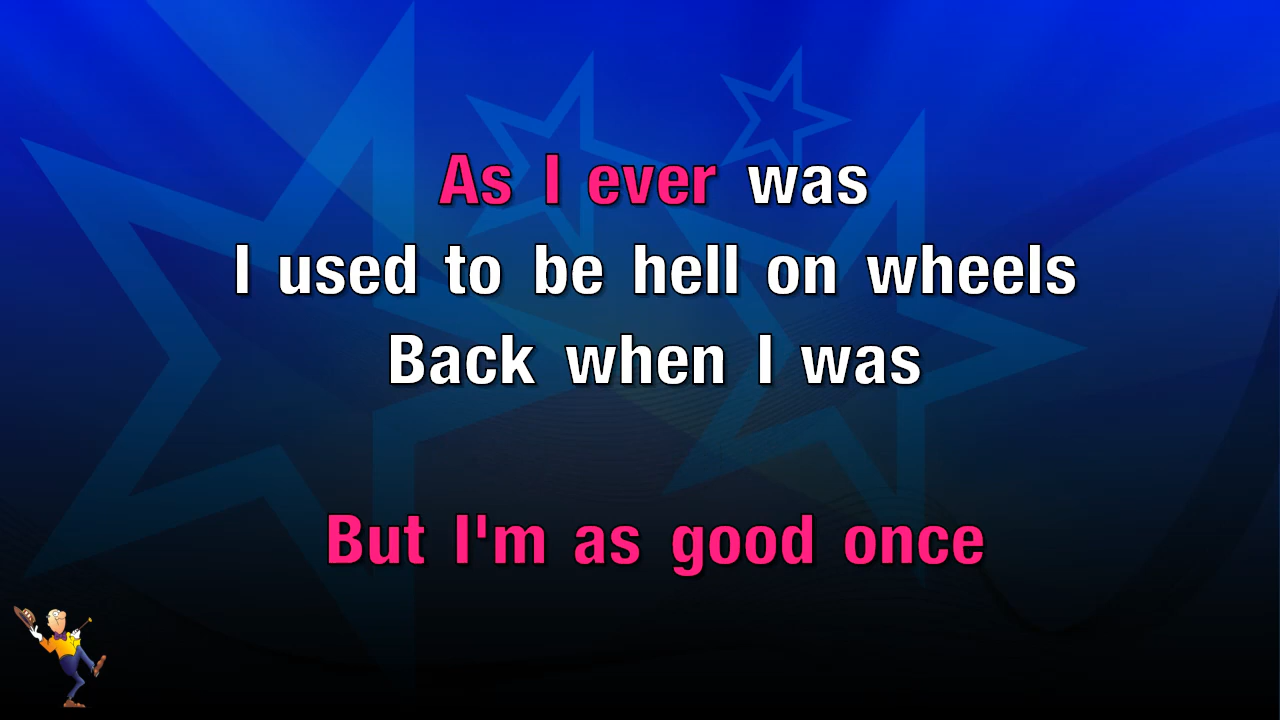 As I ever was
I used to be hell on wheels
Back when I was
But I'm as good once